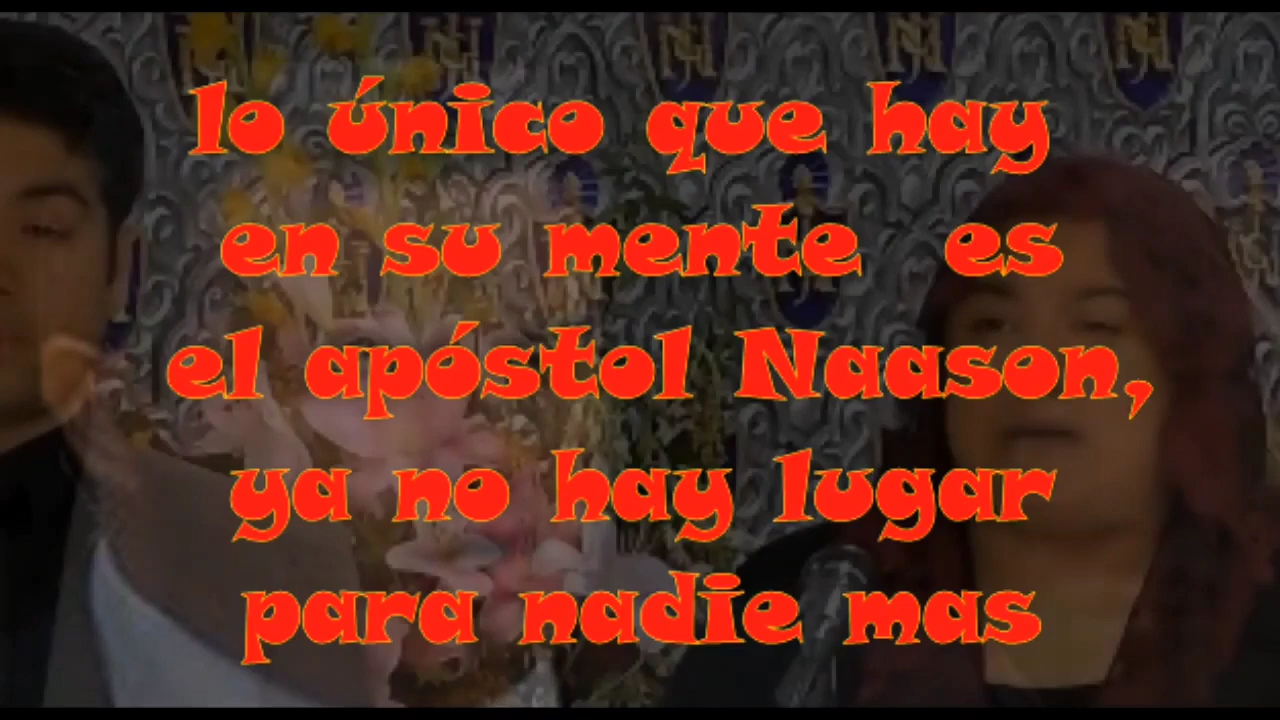 lo único que hay
en su mente es
el apóstol Naason,
ya no hay lugar
para nadie mas